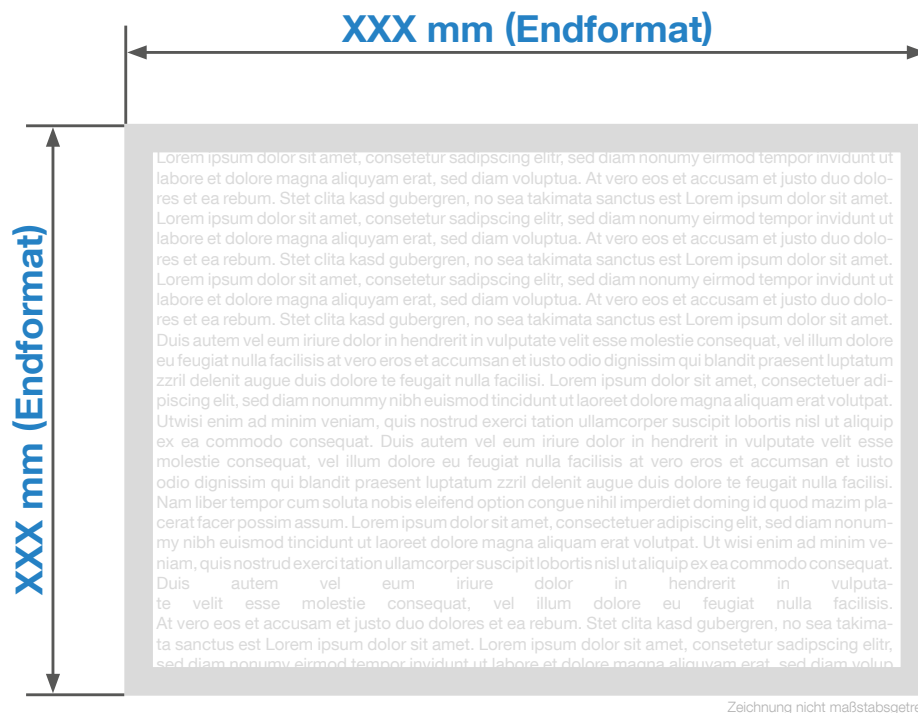 XXX mm (Endformat)
XXX mm (Endformat)
Lorem ipsum dolor sit amet, consetetur sadipscing elitr, sed diam nonumy eirmod tempor invidunt ut
labore et dolore magna aliquyam erat, sed diam voluptua. At vero eos et accusam et justo duo dolo-
res et ea rebum. Stet clita kasd gubergren, no sea takimata sanctus est Lorem ipsum dolor sit amet.
Lorem ipsum dolor sit amet, consetetur sadipscing elitr, sed diam nonumy eirmod tempor invidunt ut
labore et dolore magna aliquyam erat, sed diam voluptua. At vero eos et accusam et justo duo dolo-
res et ea rebum. Stet clita kasd gubergren, no sea takimata sanctus est Lorem ipsum dolor sit amet.
Lorem ipsum dolor sit amet, consetetur sadipscing elitr, sed diam nonumy eirmod tempor invidunt ut
labore et dolore magna aliquyam erat, sed diam voluptua. At vero eos et accusam et justo duo dolo-
res et ea rebum. Stet clita kasd gubergren, no sea takimata sanctus est Lorem ipsum dolor sit amet.
Duis autem vel eum iriure dolor in hendrerit in vulputate velit esse molestie consequat, vel illum dolore
eu feugiat nulla facilisis at vero eros et accumsan et iusto odio dignissim qui blandit praesent luptatum
zzril delenit augue duis dolore te feugait nulla facilisi. Lorem ipsum dolor sit amet, consectetuer adi-
piscing elit, sed diam nonummy nibh euismod tincidunt ut laoreet dolore magna aliquam erat volutpat.
Utwisi enim ad minim veniam, quis nostrud exerci tation ullamcorper suscipit lobortis nisl ut aliquip
ex ea commodo consequat. Duis autem vel eum iriure dolor in hendrerit in vulputate velit esse
molestie consequat, vel illum dolore eu feugiat nulla facilisis at vero eros et accumsan et iusto
odio dignissim qui blandit praesent luptatum zzril delenit augue duis dolore te feugait nulla facilisi.
Nam liber tempor cum soluta nobis eleifend option congue nihil imperdiet doming id quod mazim pla-
cerat facer possim assum. Lorem ipsum dolor sit amet, consectetuer adipiscing elit, sed diam nonum-
my nibh euismod tincidunt ut laoreet dolore magna aliquam erat volutpat. Ut wisi enim ad minim ve-
niam, quis nostrud exerci tation ullamcorper suscipit lobortis nisl ut aliquip ex ea commodo consequat.
Duis autem vel eum iriure dolor in hendrerit in vulputa-
te velit esse molestie consequat, vel illum dolore eu feugiat nulla facilisis.
At vero eos et accusam et justo duo dolores et ea rebum. Stet clita kasd gubergren, no sea takima-
ta sanctus est Lorem ipsum dolor sit amet. Lorem ipsum dolor sit amet, consetetur sadipscing elitr,
sed diam nonumy eirmod tempor invidunt ut labore et dolore magna aliquyam erat, sed diam volup
Zeichnung nicht maßstabsgetre